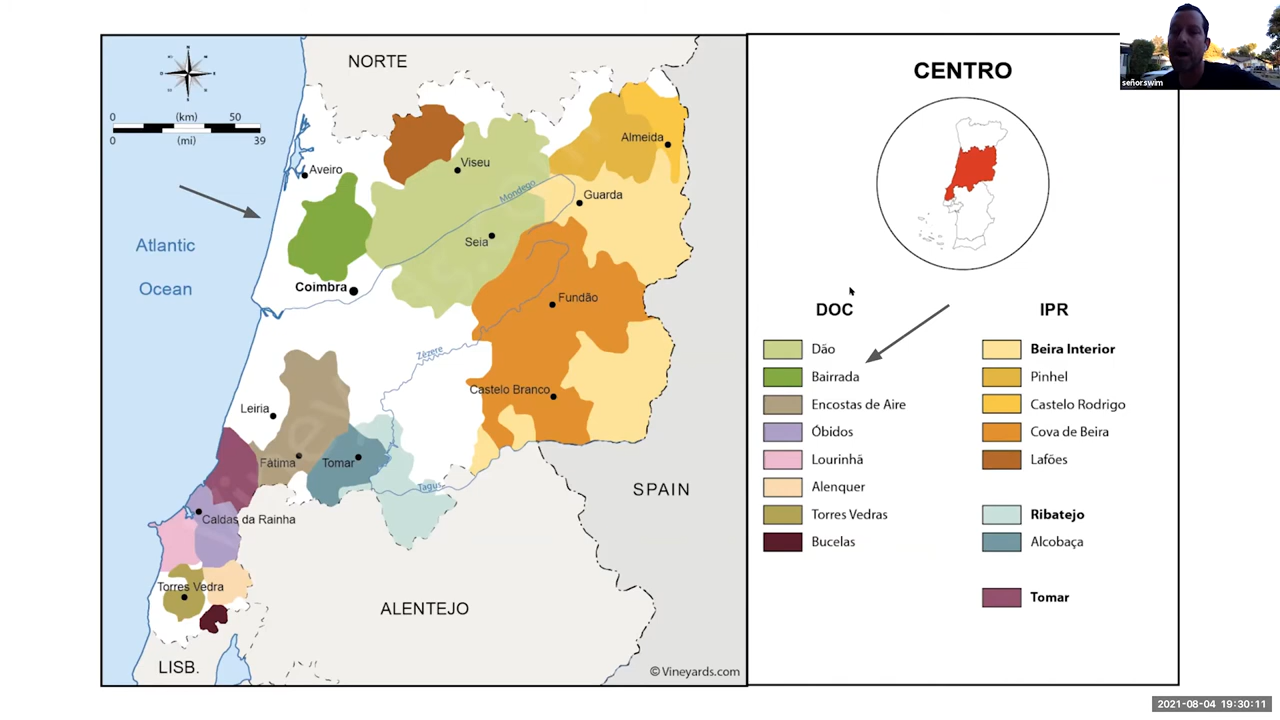 NORTE
0 (km) 50
0 (mi) 39
Almeida
Viseu
Aveiro
Mondego
Guarda
Seia
Atlantic
Ocean
Coimbra
Fundão
Zêzere
Castelo Branco
Leiria
Fátima
Tomar
Tagus
SPAIN
Caldas da Rainha
Torres Vedra
ALENTEJO
LISB.
© Vineyards.com
CENTRO
DOC
Dão
Bairrada
Encostas de Aire
Óbidos
Lourinhã
Alenquer
Torres Vedras
Bucelas
IPR
Beira Interior
Pinhel
Castelo Rodrigo
Cova de Beira
Lafões
Ribatejo
Alcobaça
Tomar
señorswim
2021-08-04 19:30:11